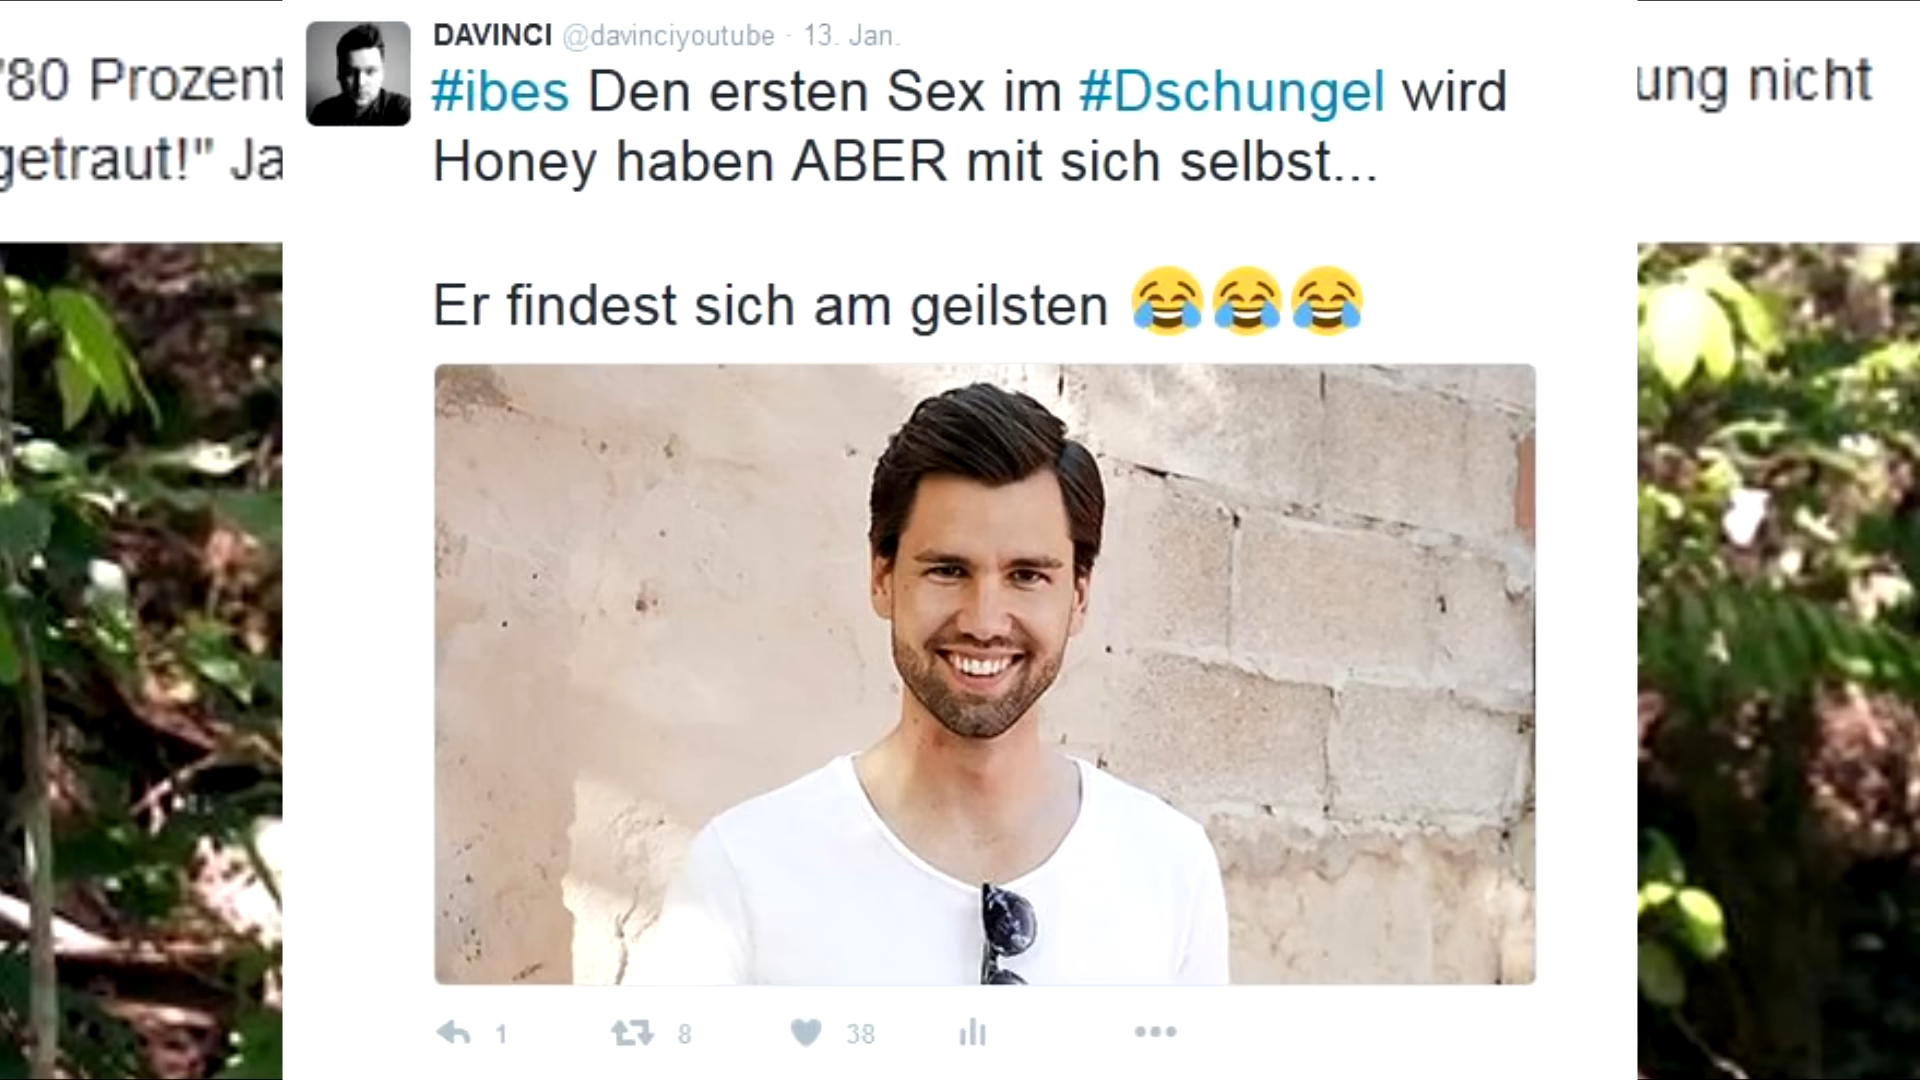 DAVINCI @davinciyoutube · 13. Jan.
#ibes Den ersten Sex im #Dschungel wird
Honey haben ABER mit sich selbst...
Er findest sich am geilsten 😂😂😂
1 8 38
"80 Prozent
getraut!" Ja
ung nicht